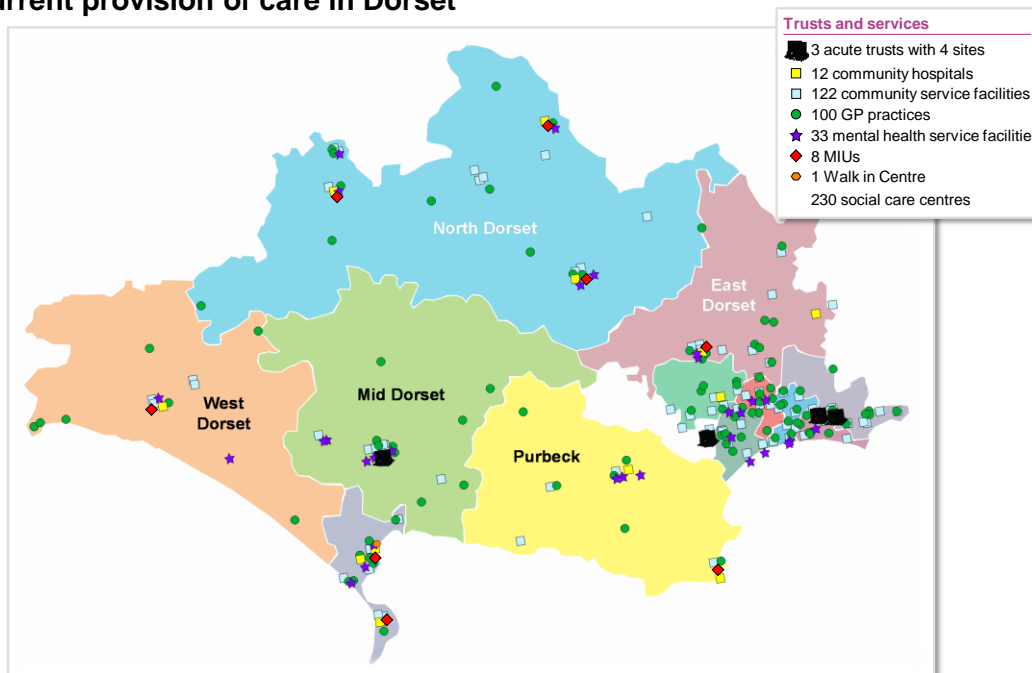 urrent provision of care in Dorset
Trusts and services
3 acute trusts with 4 sites
12 community hospitals
122 community service facilities
100 GP practices
33 mental health service facilitie
8 MIUs
1 Walk in Centre
230 social care centres
North Dorset
East
Dorset
West
Dorset
Mid Dorset
Purbeck